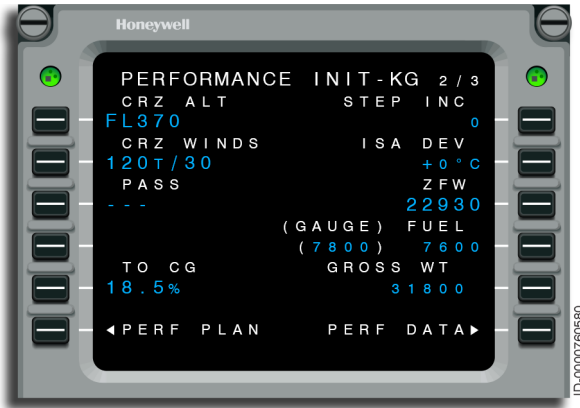 Honeywell
PERFORMANCE INIT-KG 2/3
CRZ ALT STEP INC
FL370 0
CRZ WINDS ISA DEV
120T/30 +0°C
PASS ZFW
--- 22930
(GAUGE) FUEL
(7800) 7600
TO CG GROSS WT
18.5% 31800
◀PERF PLAN PERF DATA▶
ID-0000760580